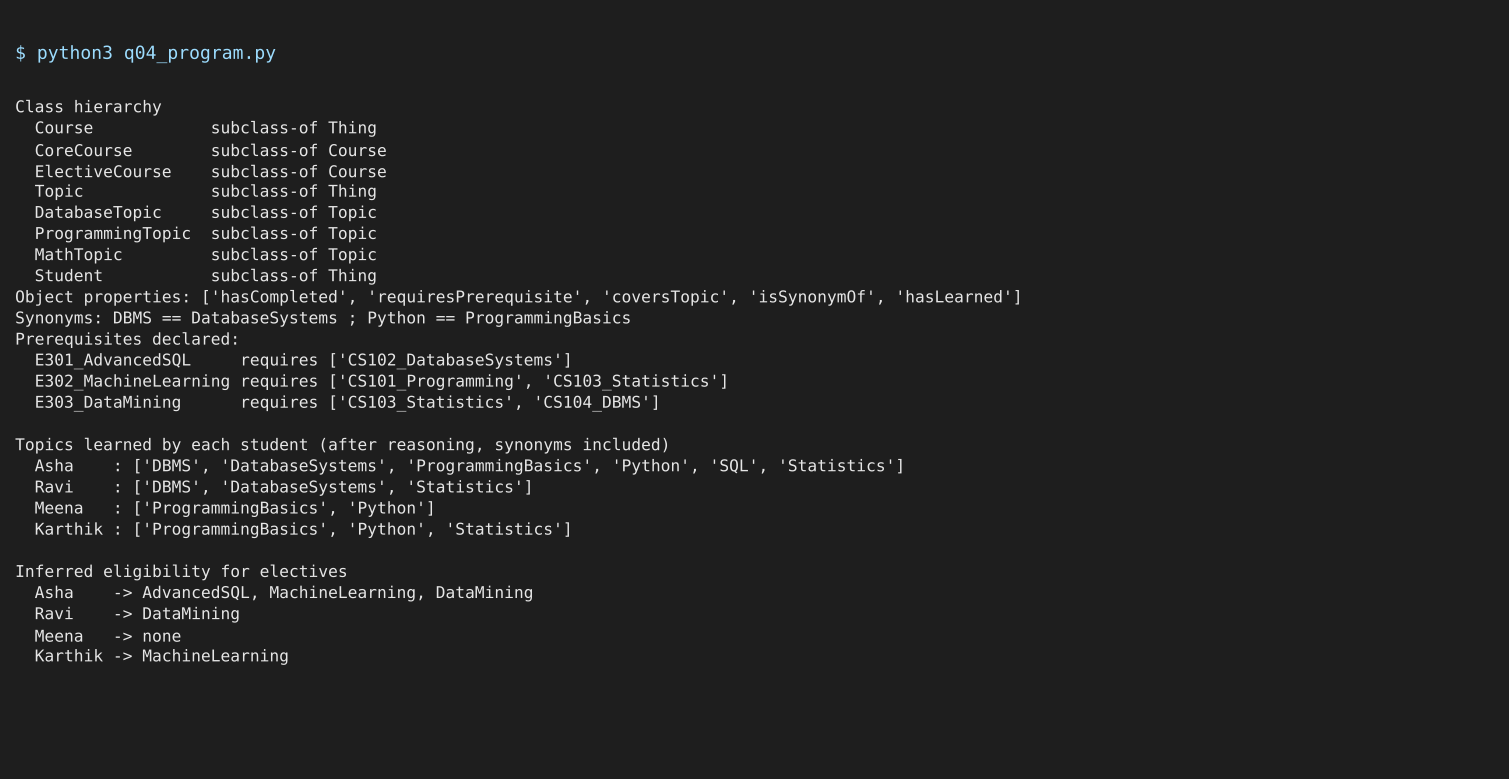 $ python3 q04_program.py
Class hierarchy
  Course            subclass-of Thing
  CoreCourse        subclass-of Course
  ElectiveCourse    subclass-of Course
  Topic             subclass-of Thing
  DatabaseTopic     subclass-of Topic
  ProgrammingTopic  subclass-of Topic
  MathTopic         subclass-of Topic
  Student           subclass-of Thing
Object properties: ['hasCompleted', 'requiresPrerequisite', 'coversTopic', 'isSynonymOf', 'hasLearned']
Synonyms: DBMS == DatabaseSystems ; Python == ProgrammingBasics
Prerequisites declared:
  E301_AdvancedSQL     requires ['CS102_DatabaseSystems']
  E302_MachineLearning requires ['CS101_Programming', 'CS103_Statistics']
  E303_DataMining      requires ['CS103_Statistics', 'CS104_DBMS']
Topics learned by each student (after reasoning, synonyms included)
  Asha    : ['DBMS', 'DatabaseSystems', 'ProgrammingBasics', 'Python', 'SQL', 'Statistics']
  Ravi    : ['DBMS', 'DatabaseSystems', 'Statistics']
  Meena   : ['ProgrammingBasics', 'Python']
  Karthik : ['ProgrammingBasics', 'Python', 'Statistics']
Inferred eligibility for electives
  Asha    -> AdvancedSQL, MachineLearning, DataMining
  Ravi    -> DataMining
  Meena   -> none
  Karthik -> MachineLearning